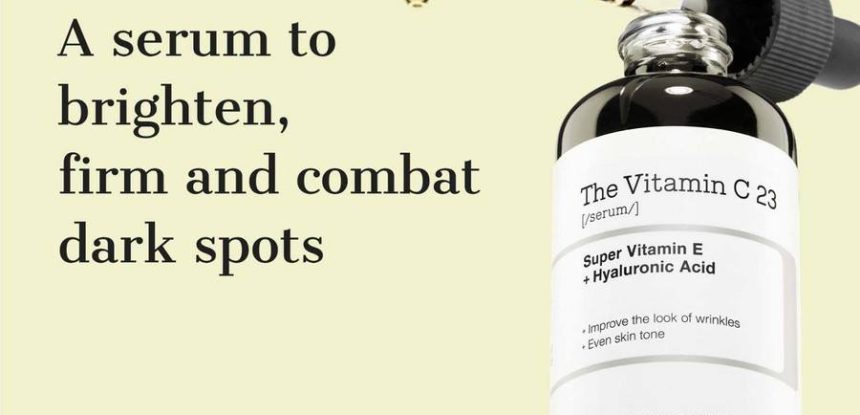 A serum to
brighten,
firm and combat
dark spots
The Vitamin C 23
[/serum/]
Super Vitamin E
+ Hyaluronic Acid
• Improve the look of wrinkles
• Even skin tone